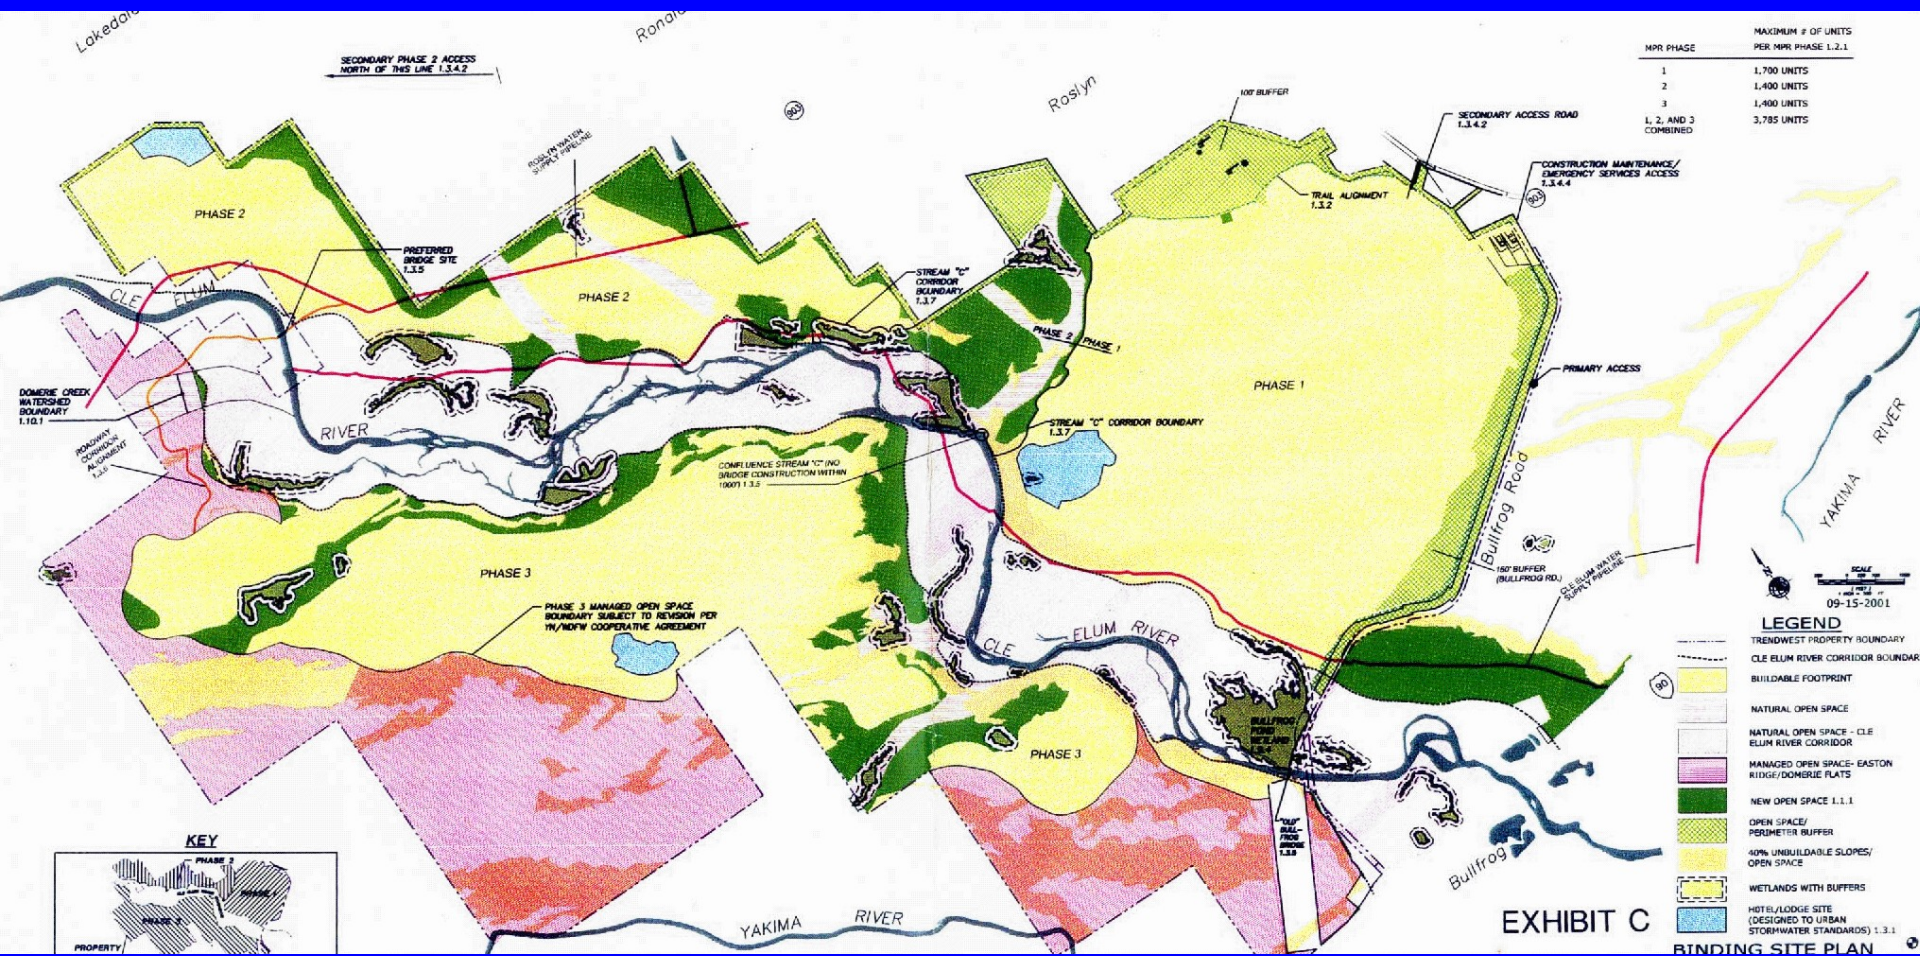 Roslyn
SECONDARY PHASE 2 ACCESS
NORTH OF THIS LINE 1.3.4.2
903
ROSLYN WATER
SUPPLY PIPELINE
100' BUFFER
SECONDARY ACCESS ROAD
1.3.4.2
CONSTRUCTION MAINTENANCE/
EMERGENCY SERVICES ACCESS
1.3.4.4
903
TRAIL ALIGNMENT
1.3.2
MPR PHASE
MAXIMUM # OF UNITS
PER MPR PHASE 1.2.1
1 1,700 UNITS
2 1,400 UNITS
3 1,400 UNITS
1, 2, AND 3
COMBINED
3,785 UNITS
PHASE 2
PREFERRED
BRIDGE SITE
1.3.5
CLE ELUM
RIVER
PHASE 2
STREAM "C"
CORRIDOR
BOUNDARY
1.3.7
PHASE 2
PHASE 1
PHASE 1
PRIMARY ACCESS
DOMERIE CREEK
WATERSHED
BOUNDARY
1.10.1
ROADWAY
CORRIDOR
ALIGNMENT
1.3.6
STREAM "C" CORRIDOR BOUNDARY
1.3.7
CONFLUENCE STREAM "C" (NO
BRIDGE CONSTRUCTION WITHIN
1000') 1.3.5
Bullfrog Road
150' BUFFER
(BULLFROG RD.)
CLE ELUM WATER
SUPPLY PIPELINE
YAKIMA RIVER
PHASE 3
PHASE 3 MANAGED OPEN SPACE
BOUNDARY SUBJECT TO REVISION PER
YN/WDFW COOPERATIVE AGREEMENT
CLE ELUM RIVER
BULLFROG
POND
WETLAND
PHASE 3
"OLD"
BULL-
FROG
BRIDGE
Bullfrog
YAKIMA RIVER
90
SCALE
09-15-2001
LEGEND
TRENDWEST PROPERTY BOUNDARY
CLE ELUM RIVER CORRIDOR BOUNDAR
BUILDABLE FOOTPRINT
NATURAL OPEN SPACE
NATURAL OPEN SPACE - CLE
ELUM RIVER CORRIDOR
MANAGED OPEN SPACE- EASTON
RIDGE/DOMERIE FLATS
NEW OPEN SPACE 1.1.1
OPEN SPACE/
PERIMETER BUFFER
40% UNBUILDABLE SLOPES/
OPEN SPACE
WETLANDS WITH BUFFERS
HOTEL/LODGE SITE
(DESIGNED TO URBAN
STORMWATER STANDARDS) 1.3.1
KEY
PHASE 2
PHASE 1
PHASE 3
PROPERTY
EXHIBIT C
BINDING SITE PLAN